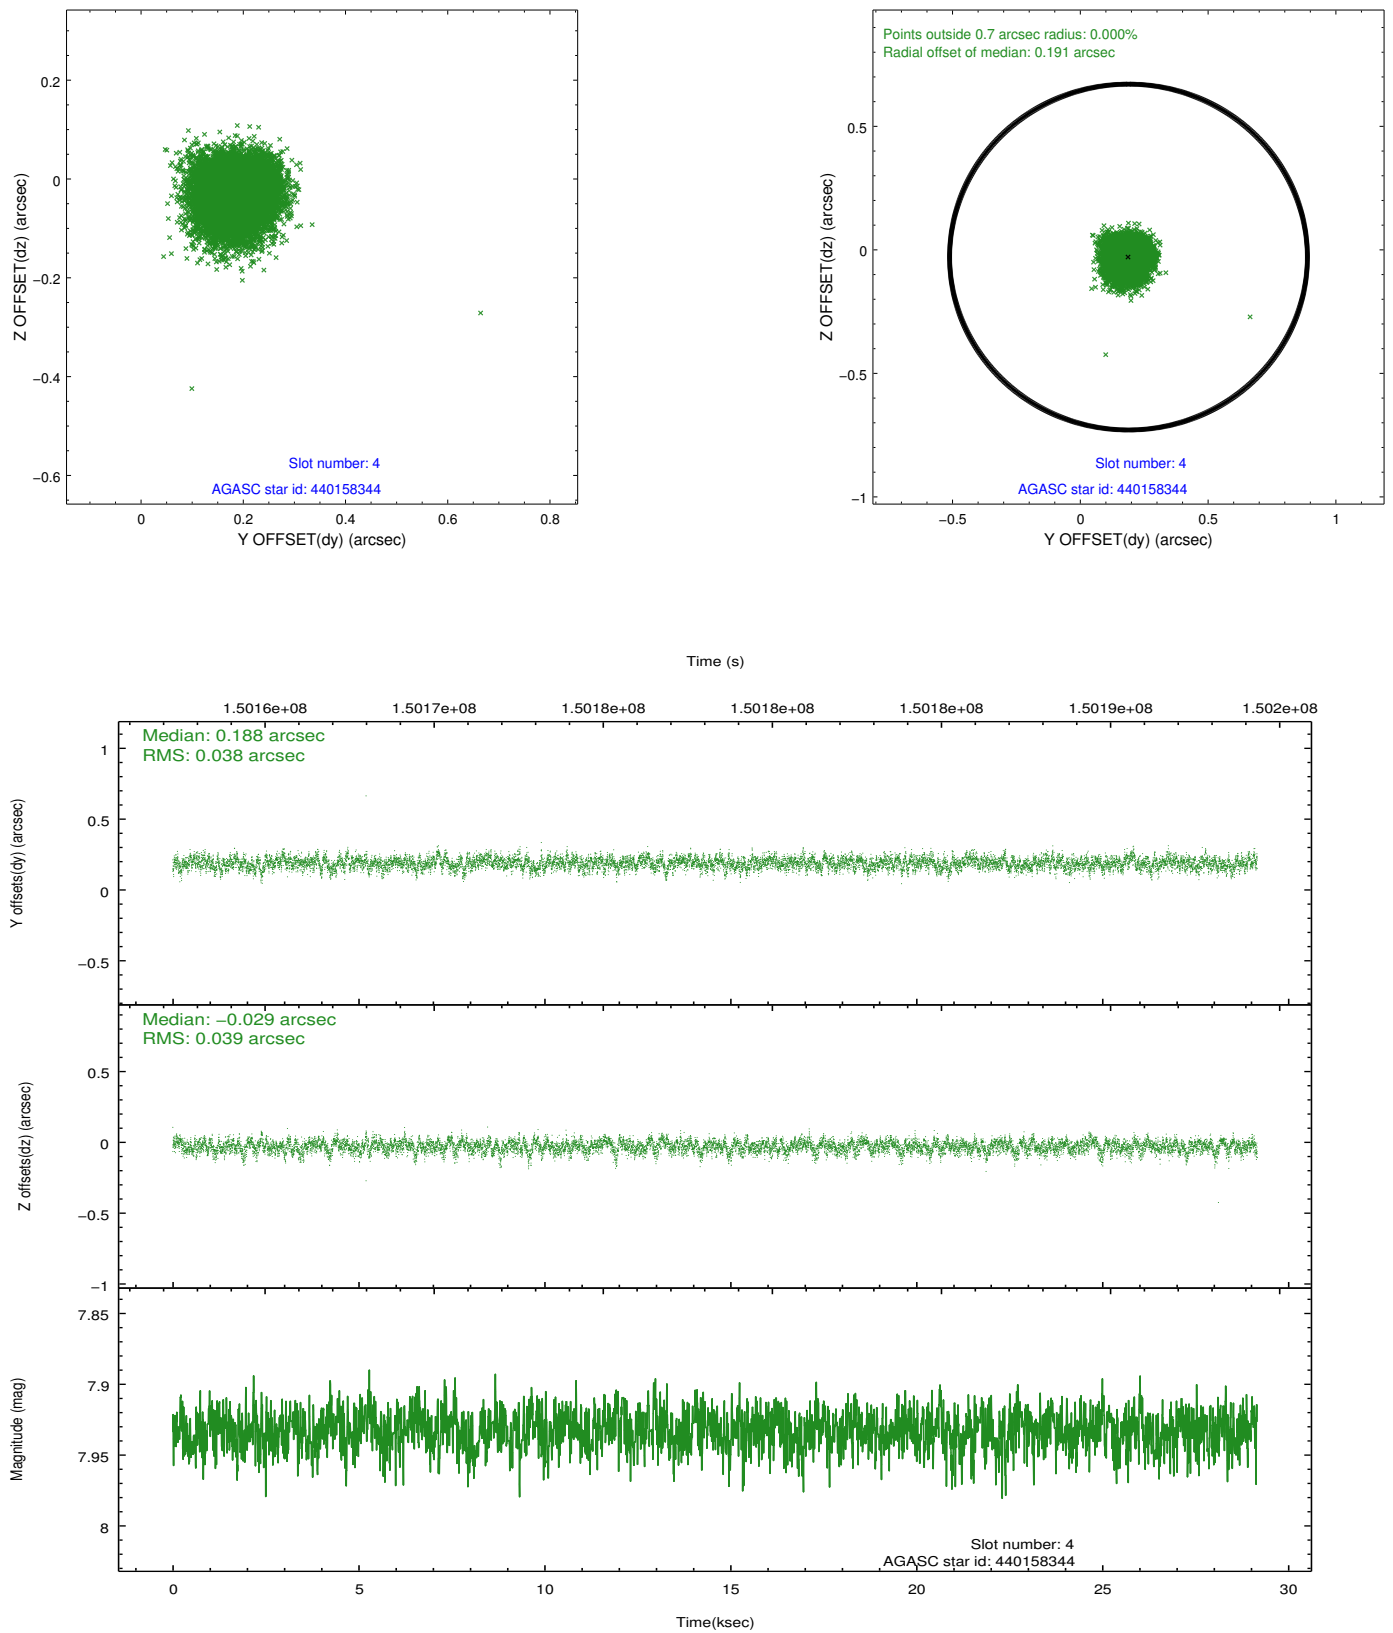 0.2
0
−0.2
−0.4
−0.6
Z OFFSET(dz) (arcsec)
Slot number: 4
AGASC star id: 440158344
0 0.2 0.4 0.6 0.8
Y OFFSET(dy) (arcsec)
Points outside 0.7 arcsec radius: 0.000%
Radial offset of median: 0.191 arcsec
0.5
0
−0.5
−1
Z OFFSET(dz) (arcsec)
Slot number: 4
AGASC star id: 440158344
−0.5 0 0.5 1
Y OFFSET(dy) (arcsec)
Time (s)
1.5016e+08 1.5017e+08 1.5018e+08 1.5018e+08 1.5018e+08 1.5019e+08 1.502e+08
Median: 0.188 arcsec
RMS: 0.038 arcsec
1
0.5
0
−0.5
Y offsets(dy) (arcsec)
Median: −0.029 arcsec
RMS: 0.039 arcsec
0.5
0
−0.5
−1
Z offsets(dz) (arcsec)
7.85
7.9
7.95
8
Magnitude (mag)
Slot number: 4
AGASC star id: 440158344
0 5 10 15 20 25 30
Time(ksec)